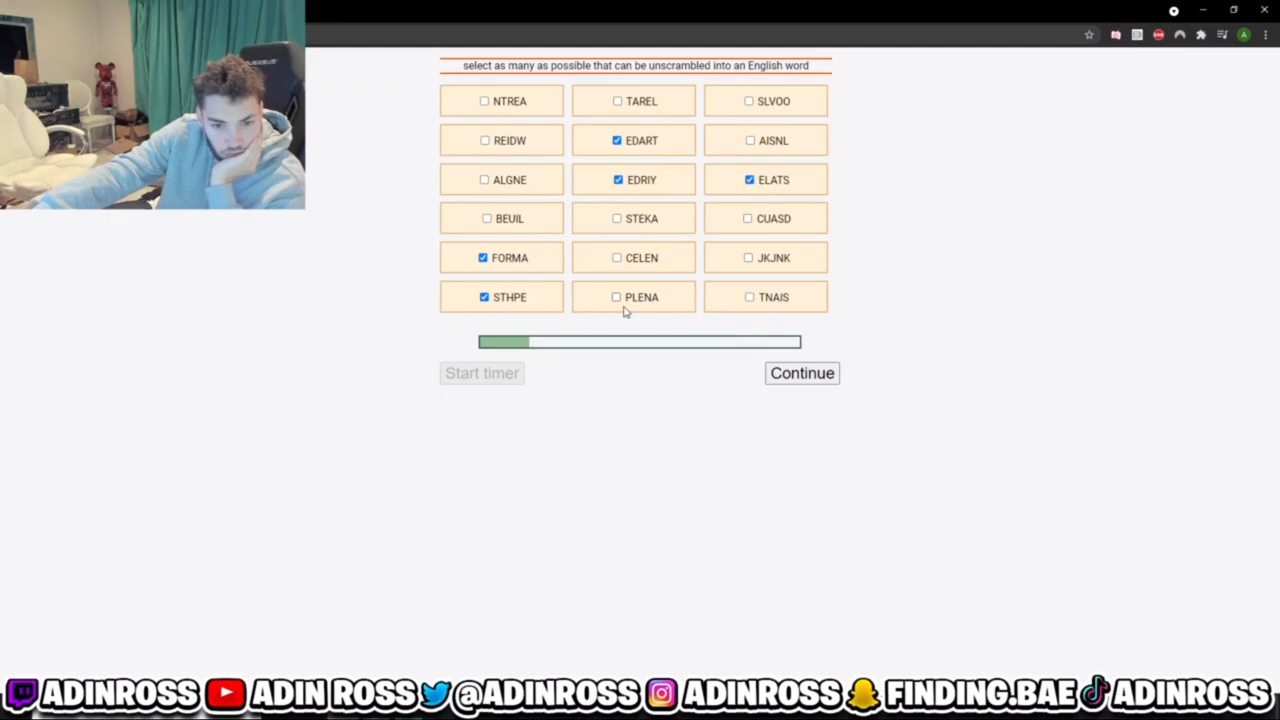 select as many as possible that can be unscrambled into an English word
NTREA TAREL SLVOO
REIDW EDART AISNL
ALGNE EDRIY ELATS
BEUIL STEKA CUASD
FORMA CELEN JKJNK
STHPE PLENA TNAIS
Start timer Continue
ADINROSS ADIN ROSS @ADINROSS ADINROSS FINDING.BAE ADINROSS